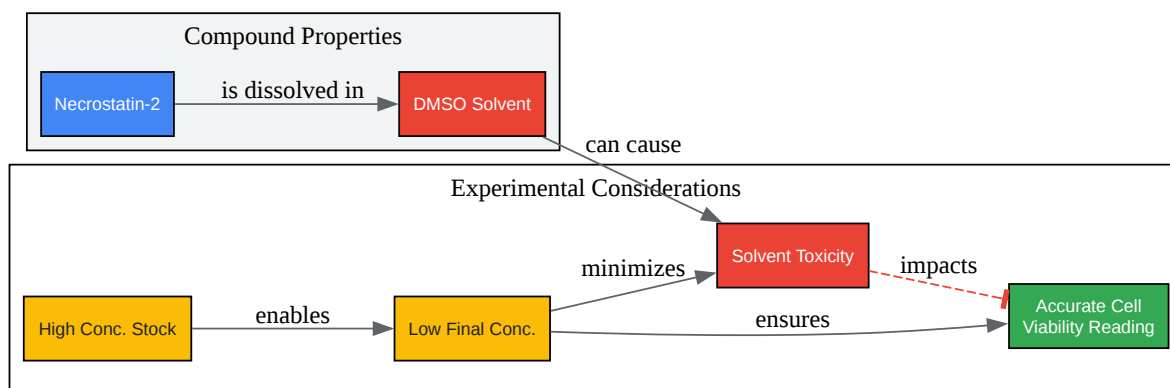 Compound Properties
Necrostatin-2
is dissolved in
DMSO Solvent
can cause
Experimental Considerations
Solvent Toxicity
minimizes
impacts
High Conc. Stock
enables
Low Final Conc.
ensures
Accurate Cell
Viability Reading